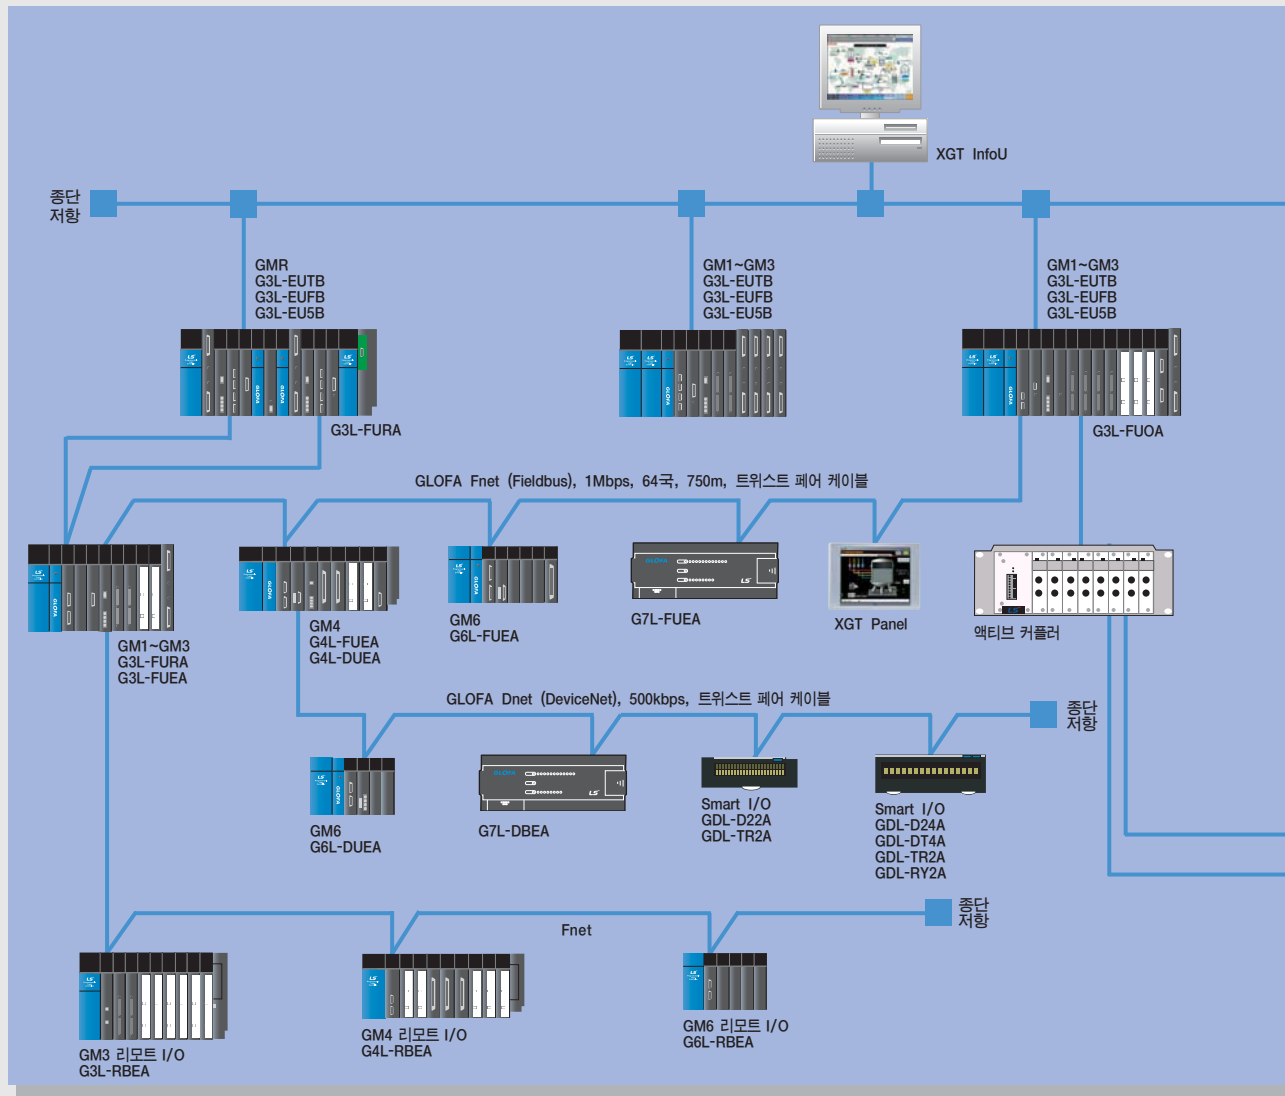 XGT InfoU
종단
저항
GMR
G3L-EUTB
G3L-EUFB
G3L-EU5B
GM1~GM3
G3L-EUTB
G3L-EUFB
G3L-EU5B
GM1~GM3
G3L-EUTB
G3L-EUFB
G3L-EU5B
G3L-FURA
G3L-FUOA
GLOFA Fnet (Fieldbus), 1Mbps, 64국, 750m, 트위스트 페어 케이블
GM1~GM3
G3L-FURA
G3L-FUEA
GM4
G4L-FUEA
G4L-DUEA
GM6
G6L-FUEA
G7L-FUEA
XGT Panel
액티브 커플러
GLOFA Dnet (DeviceNet), 500kbps, 트위스트 페어 케이블
종단
저항
GM6
G6L-DUEA
G7L-DBEA
Smart I/O
GDL-D22A
GDL-TR2A
Smart I/O
GDL-D24A
GDL-DT4A
GDL-TR2A
GDL-RY2A
Fnet
종단
저항
GM3 리모트 I/O
G3L-RBEA
GM4 리모트 I/O
G4L-RBEA
GM6 리모트 I/O
G6L-RBEA